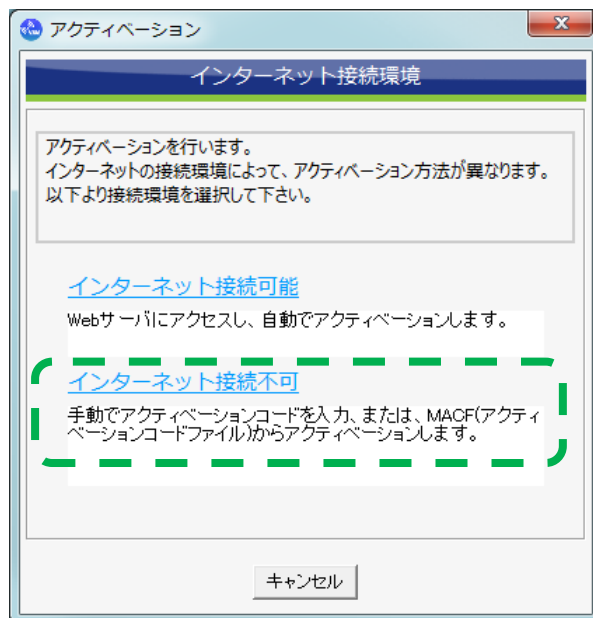 アクティベーション
インターネット接続環境
アクティベーションを行います。
インターネットの接続環境によって、アクティベーション方法が異なります。
以下より接続環境を選択して下さい。
インターネット接続可能
Webサーバにアクセスし、自動でアクティベーションします。
インターネット接続不可
手動でアクティベーションコードを入力、または、MACF(アクティ
ベーションコードファイル)からアクティベーションします。
キャンセル